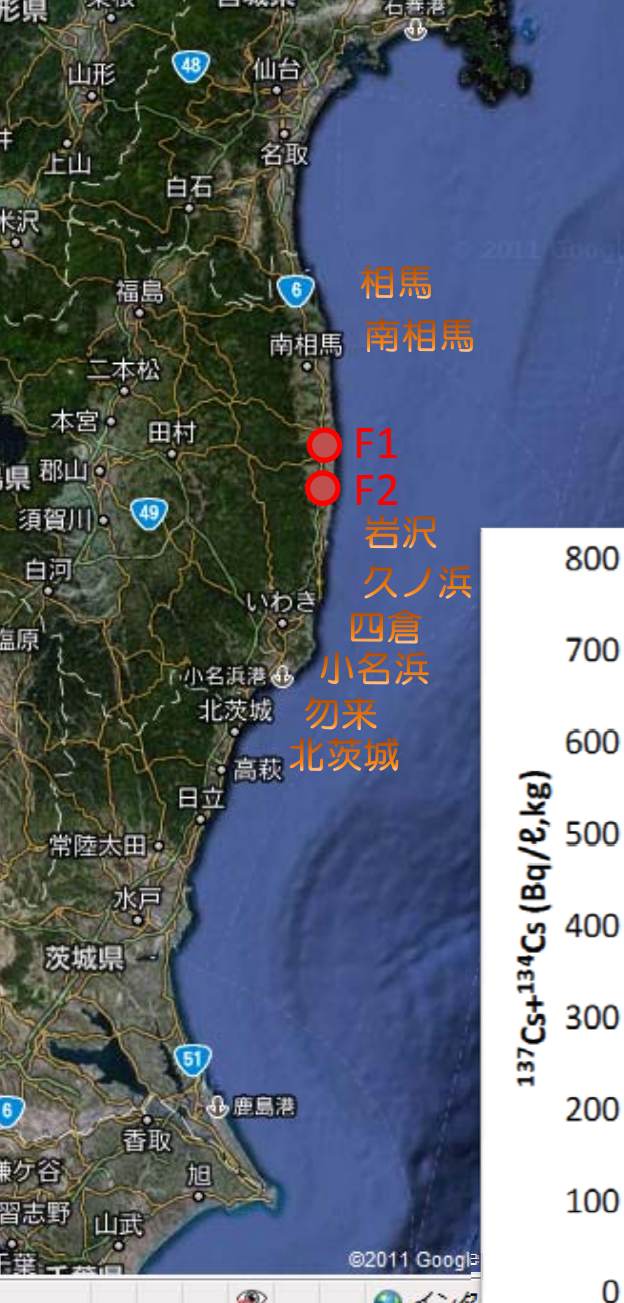 石巻港
48
山形
仙台
上山
名取
白石
米沢
2011 Google
6
相馬
福島
南相馬
南相馬
二本松
本宮
田村
F1
県
郡山
F2
須賀川
49
岩沢
白河
久ノ浜
いわき
四倉
塩原
小名浜港
小名浜
北茨城
勿来
高萩
北茨城
日立
常陸太田
水戸
茨城県
51
6
鹿島港
香取
鎌ケ谷
旭
習志野
山武
©2011 Google
800
700
600
500
400
300
200
100
0
¹³⁷Cs+¹³⁴Cs (Bq/ℓ,kg)